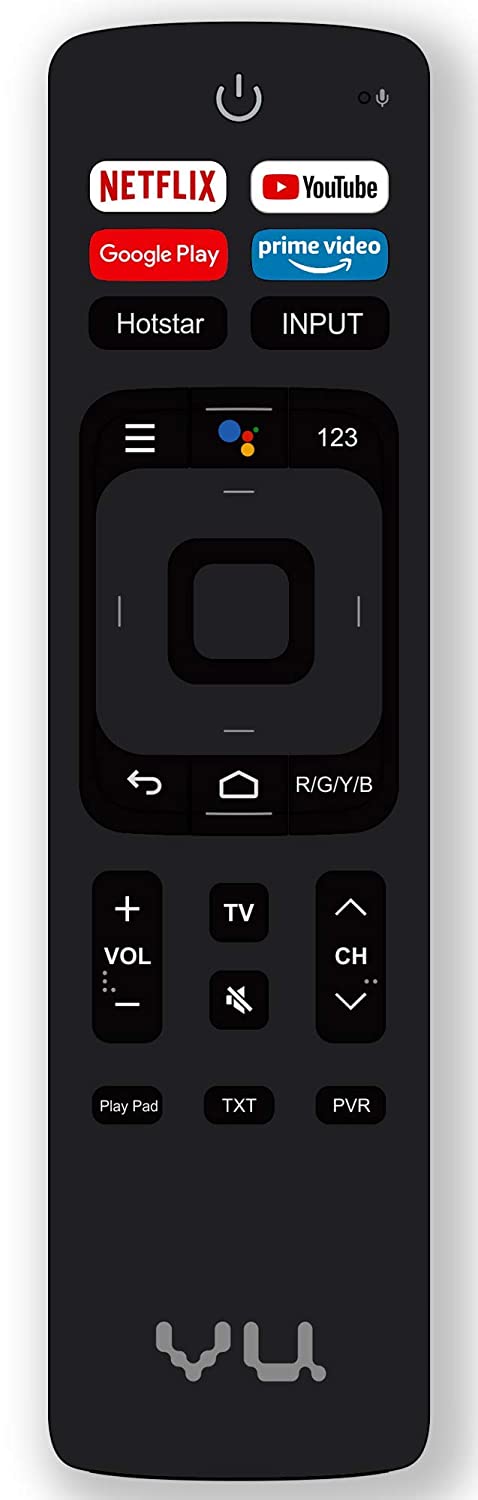 NETFLIX YouTube
Google Play prime video
Hotstar INPUT
123
R/G/Y/B
+ TV
VOL CH
−
Play Pad TXT PVR
vu